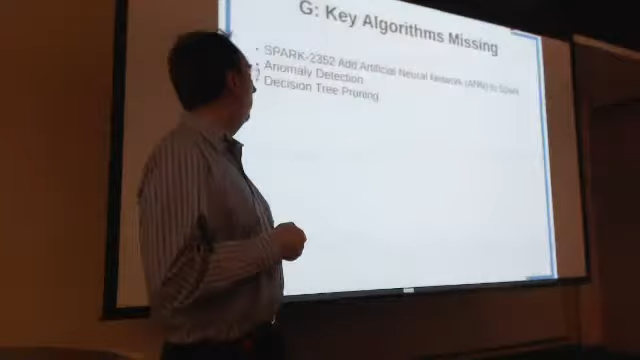 G: Key Algorithms Missing
· SPARK-2352 Add Artificial Neural Network (ANN) to Spark
· Anomaly Detection
· Decision Tree Pruning